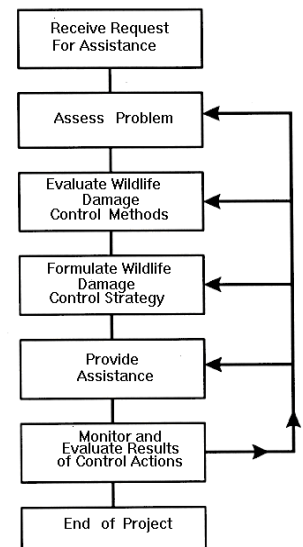 Receive Request
For Assistance
Assess Problem
Evaluate Wildlife
Damage
Control Methods
Formulate Wildlife
Damage
Control Strategy
Provide
Assistance
Monitor and
Evaluate Results
of Control Actions
End of Project